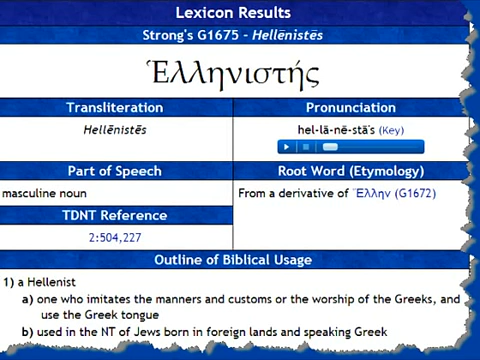 Lexicon Results
Strong's G1675 - Hellēnistēs
Ἑλληνιστής
Transliteration
Pronunciation
Hellēnistēs
hel-lā-nē-stā's (Key)
Part of Speech
Root Word (Etymology)
masculine noun
From a derivative of Ἕλλην (G1672)
TDNT Reference
2:504,227
Outline of Biblical Usage
1) a Hellenist
a) one who imitates the manners and customs or the worship of the Greeks, and
use the Greek tongue
b) used in the NT of Jews born in foreign lands and speaking Greek